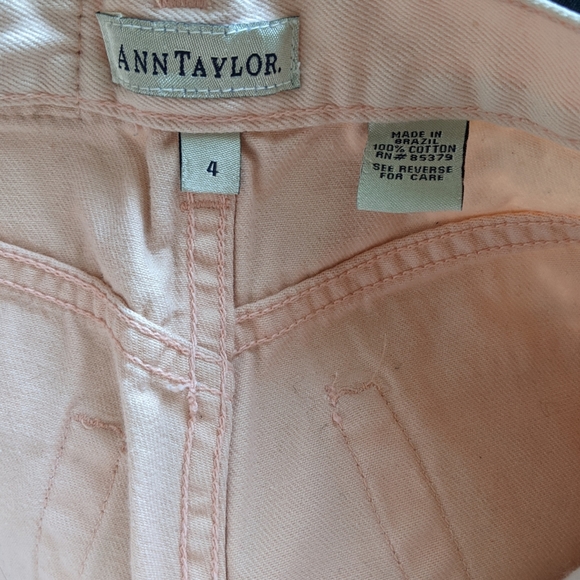 ANNTAYLOR.
4
MADE IN
BRAZIL
100% COTTON
RN# 85379
SEE REVERSE
FOR CARE